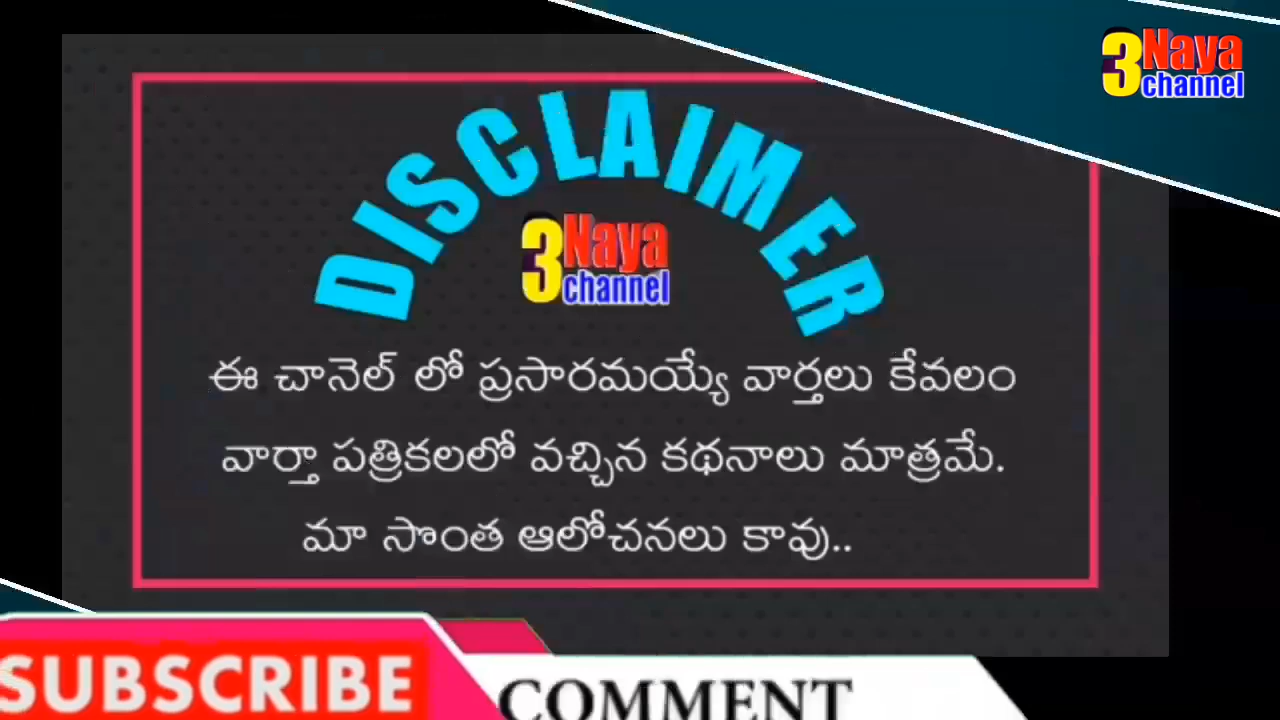 3Naya
channel
DISCLAIMER
3Naya
channel
ఈ చానెల్ లో ప్రసారమయ్యే వార్తలు కేవలం
వార్తా పత్రికలలో వచ్చిన కథనాలు మాత్రమే.
మా సొంత ఆలోచనలు కావు..
SUBSCRIBE
COMMENT